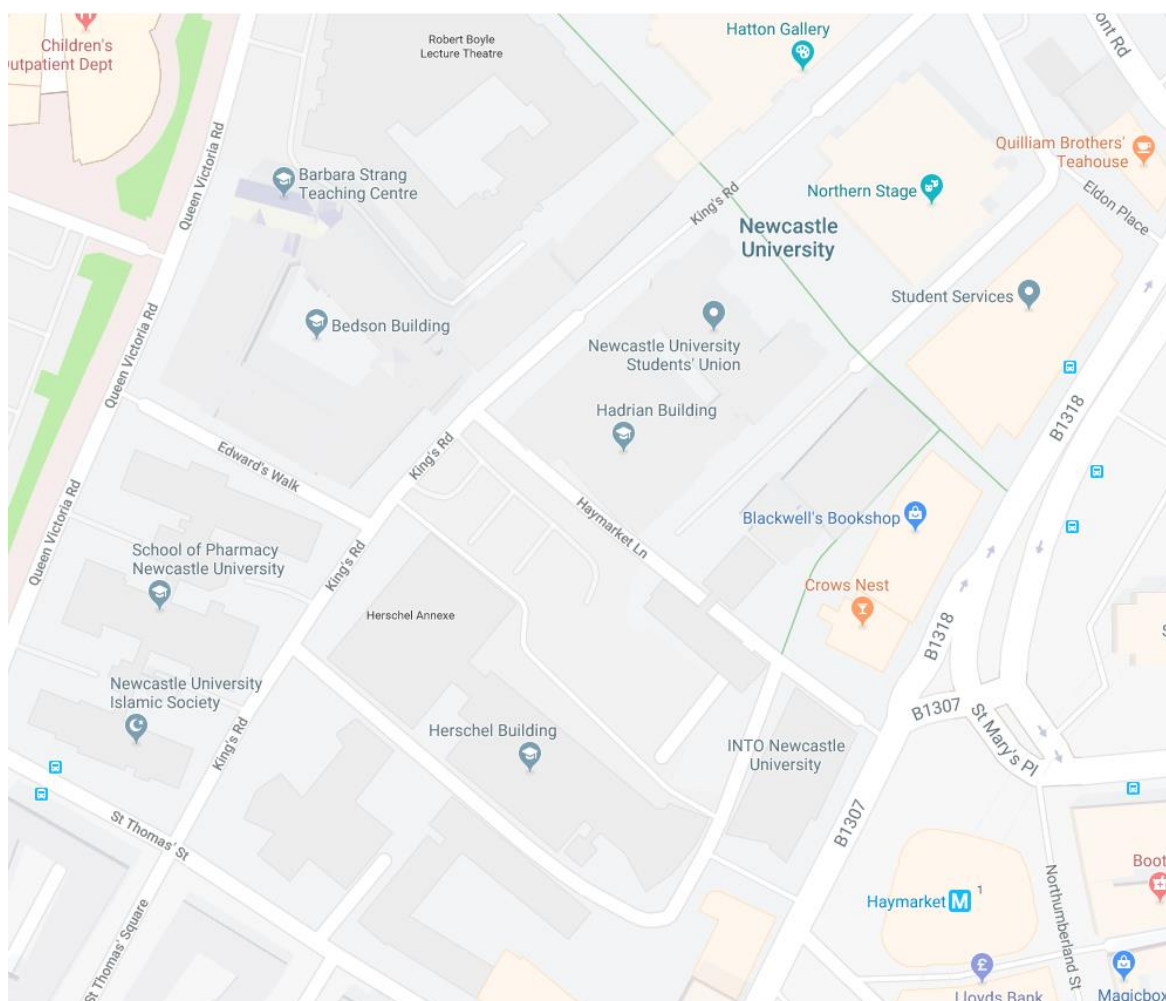 Children's
utpatient Dept
Robert Boyle
Lecture Theatre
Hatton Gallery
ont Rd
Queen Victoria Rd
Barbara Strang
Teaching Centre
Quilliam Brothers'
Teahouse
Northern Stage
King's Rd
Eldon Place
Newcastle
University
Student Services
Bedson Building
Newcastle University
Students' Union
Queen Victoria Rd
Hadrian Building
B1318
King's Rd
Edward's Walk
Queen Victoria Rd
Haymarket Ln
Blackwell's Bookshop
School of Pharmacy
Newcastle University
King's Rd
Crows Nest
Herschel Annexe
B1318
S
Newcastle University
Islamic Society
King's Rd
B1307
St Mary's Pl
Herschel Building
INTO Newcastle
University
St Thomas' St
B1307
Boot
Haymarket M
1
Northumberland St
St Thomas' Square
£
Lloyds Bank
Magicboy